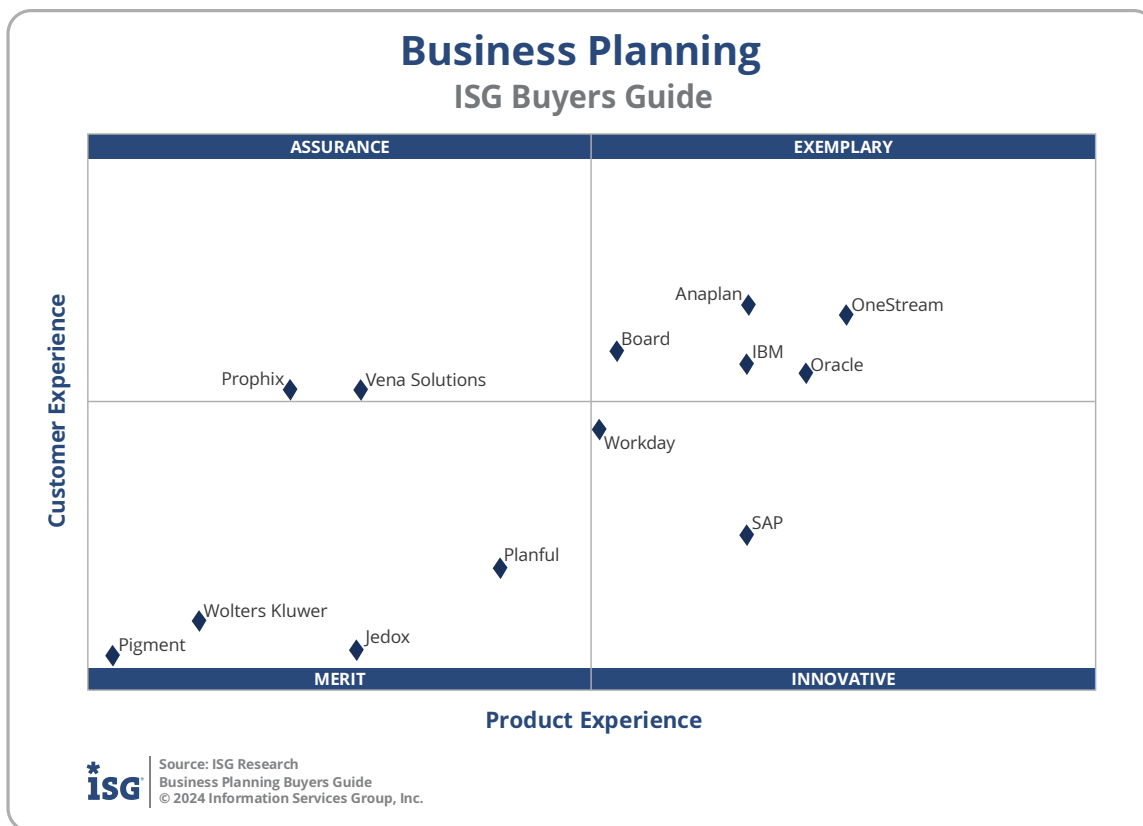 Business Planning
ISG Buyers Guide
ASSURANCE
EXEMPLARY
Anaplan
OneStream
Board
IBM
Oracle
Prophix
Vena Solutions
Customer Experience
Workday
SAP
Planful
Wolters Kluwer
Jedox
Pigment
MERIT
INNOVATIVE
Product Experience
ISG
Source: ISG Research
Business Planning Buyers Guide
© 2024 Information Services Group, Inc.